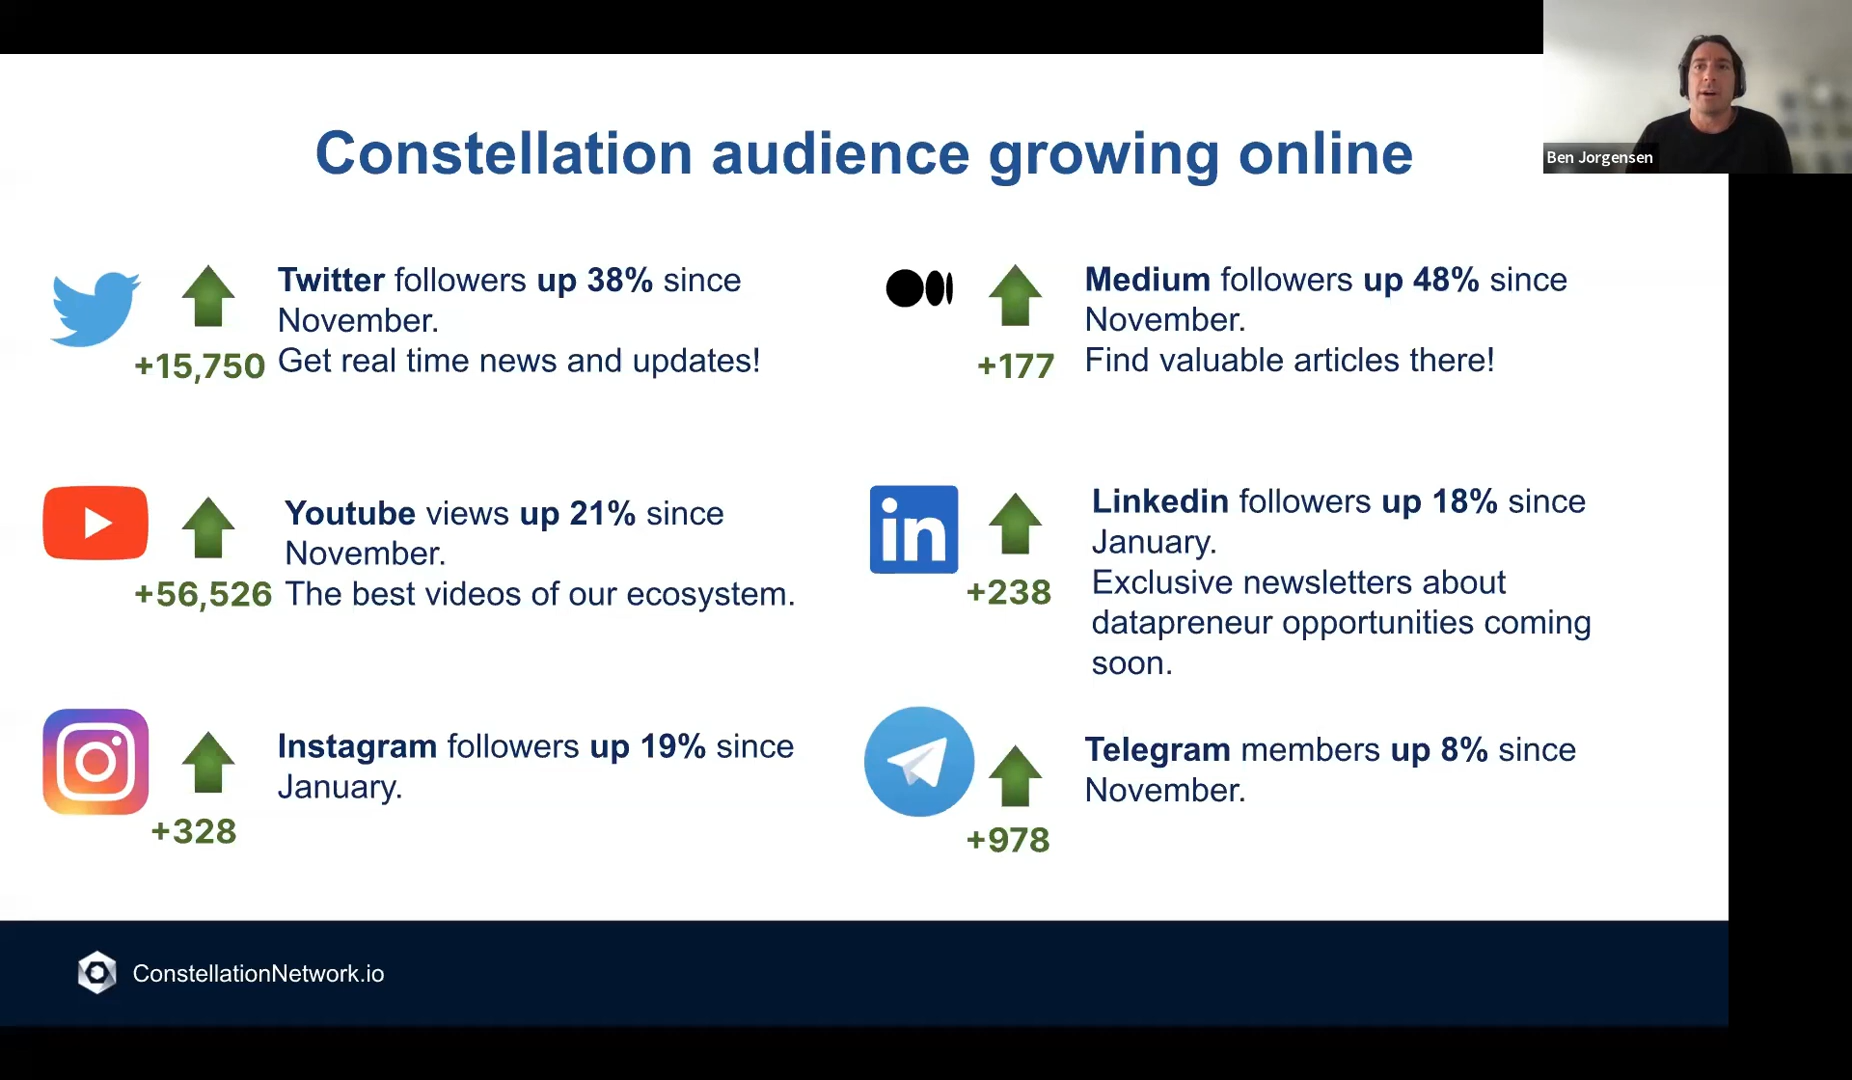 Constellation audience growing online
Ben Jorgensen
Twitter followers up 38% since
November.
Get real time news and updates!
+15,750
Medium followers up 48% since
November.
Find valuable articles there!
+177
Youtube views up 21% since
November.
The best videos of our ecosystem.
+56,526
Linkedin followers up 18% since
January.
Exclusive newsletters about
datapreneur opportunities coming
soon.
in
+238
Instagram followers up 19% since
January.
+328
Telegram members up 8% since
November.
+978
ConstellationNetwork.io